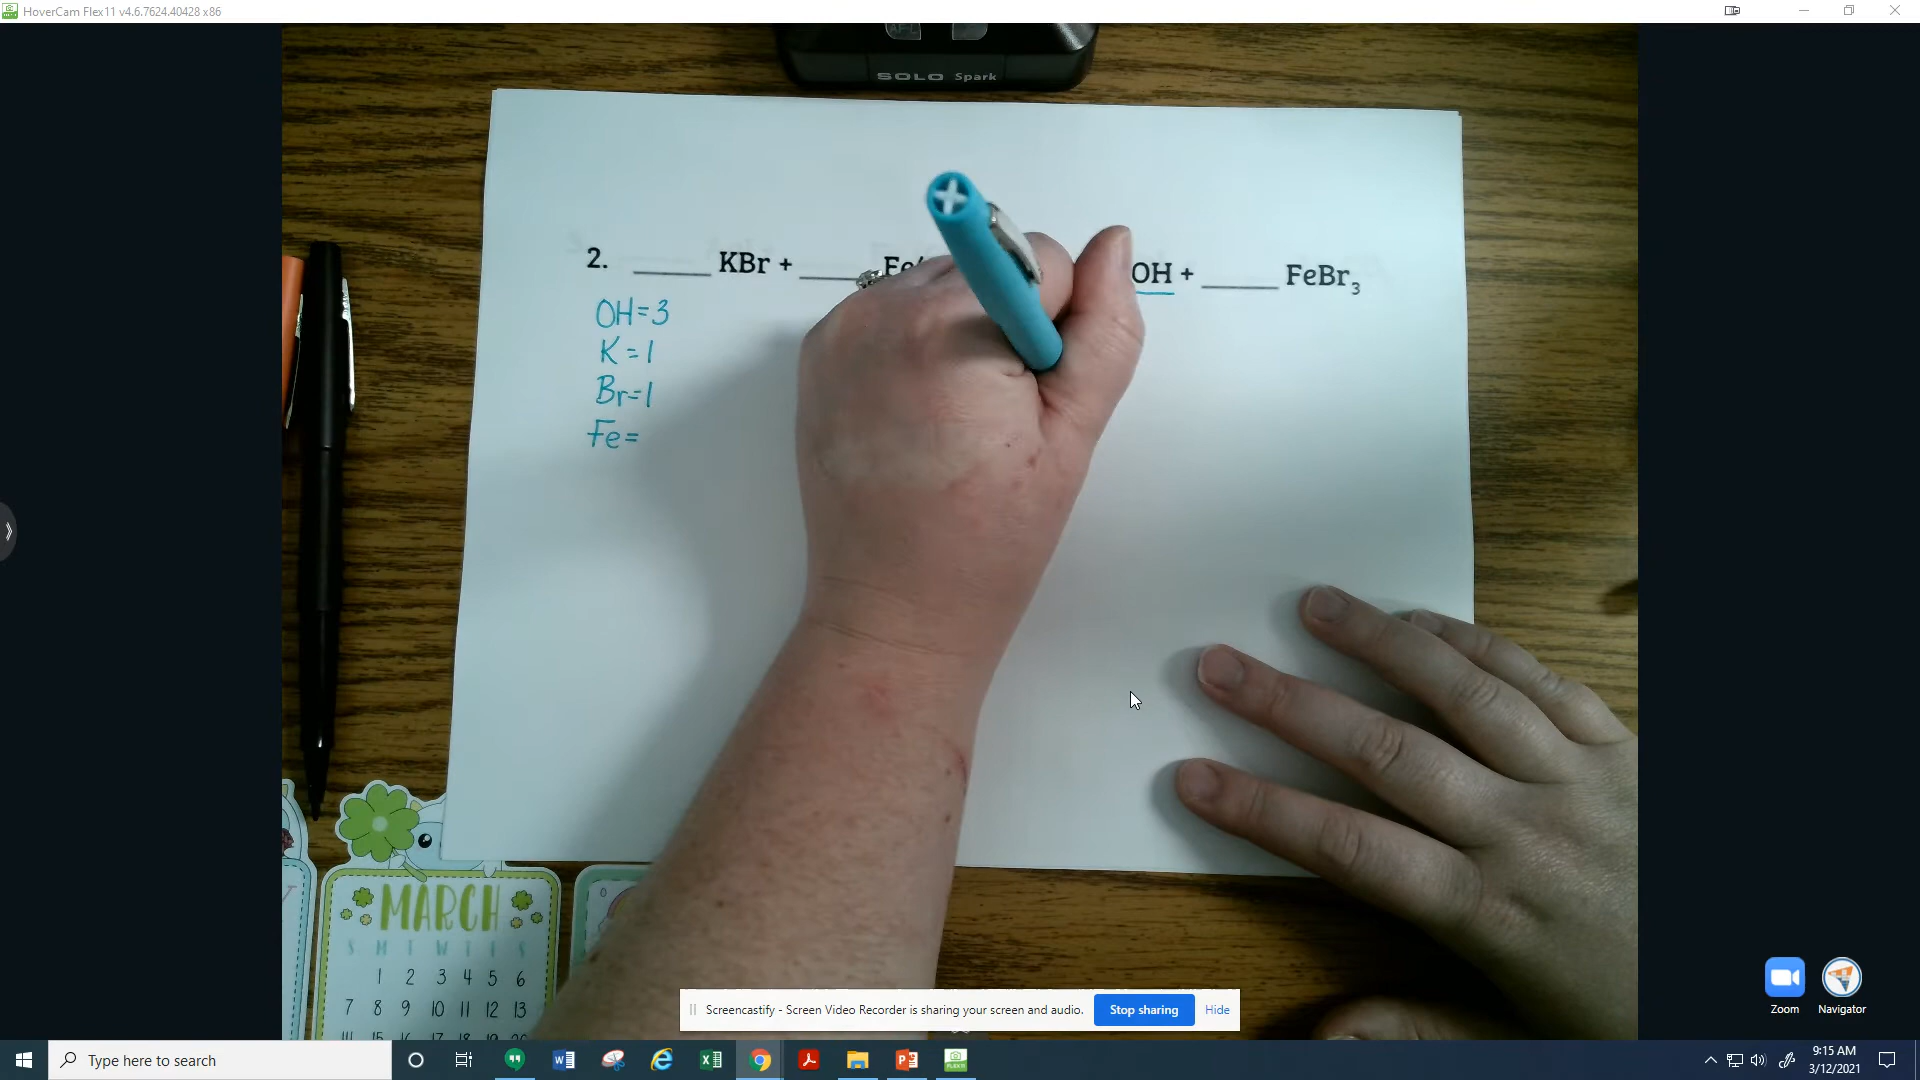 HoverCam Flex11 v4.6.7624.40428 x86
SOLO Spark
2. ______ KBr + ______ Fe OH + ______ FeBr₃
OH=3
K=1
Br=1
Fe=
MARCH
S M T W T F S
1 2 3 4 5 6
7 8 9 10 11 12 13
Screencastify - Screen Video Recorder is sharing your screen and audio.
Stop sharing
Hide
Zoom
Navigator
Type here to search
9:15 AM
3/12/2021